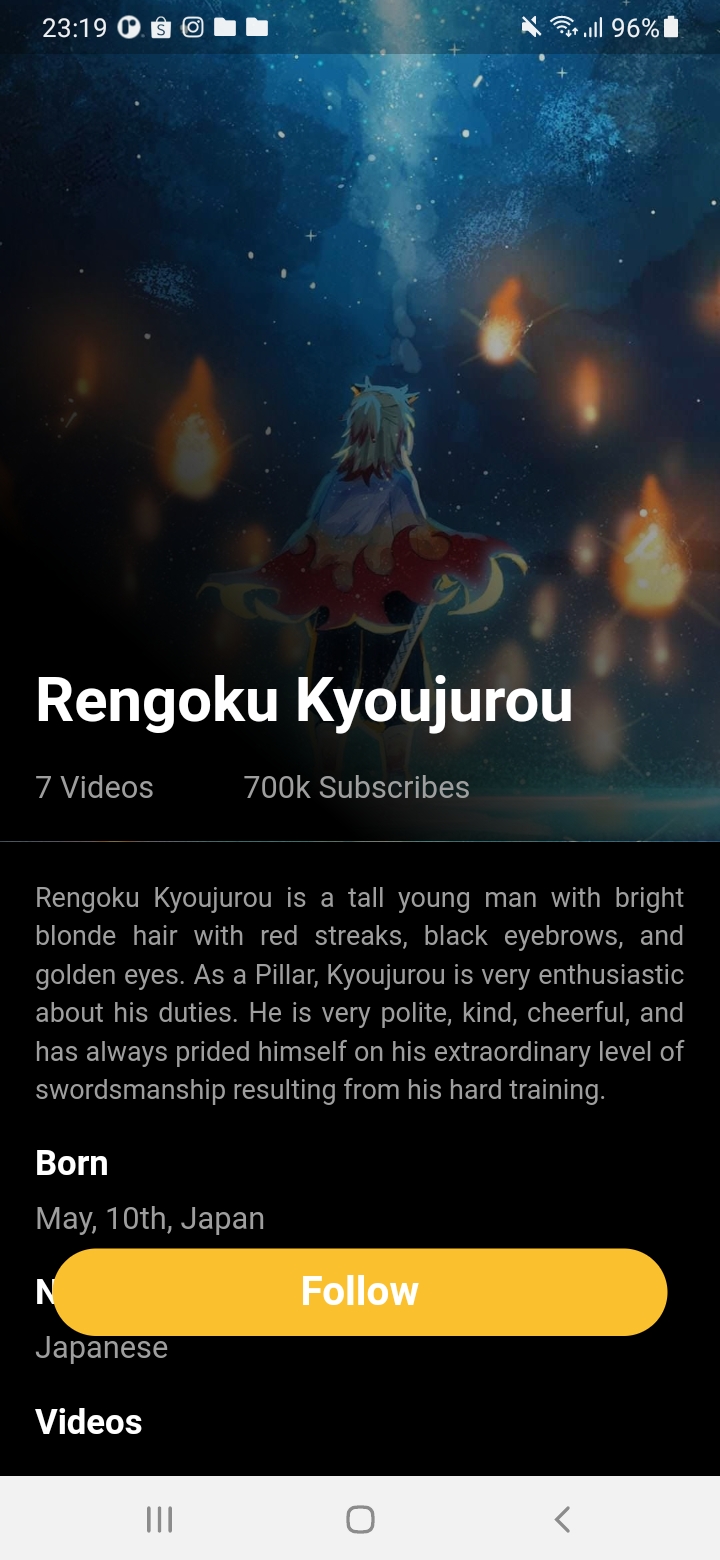 23:19
96%
Rengoku Kyoujurou
7 Videos 700k Subscribes
Rengoku Kyoujurou is a tall young man with bright
blonde hair with red streaks, black eyebrows, and
golden eyes. As a Pillar, Kyoujurou is very enthusiastic
about his duties. He is very polite, kind, cheerful, and
has always prided himself on his extraordinary level of
swordsmanship resulting from his hard training.
Born
May, 10th, Japan
Follow
Japanese
Videos